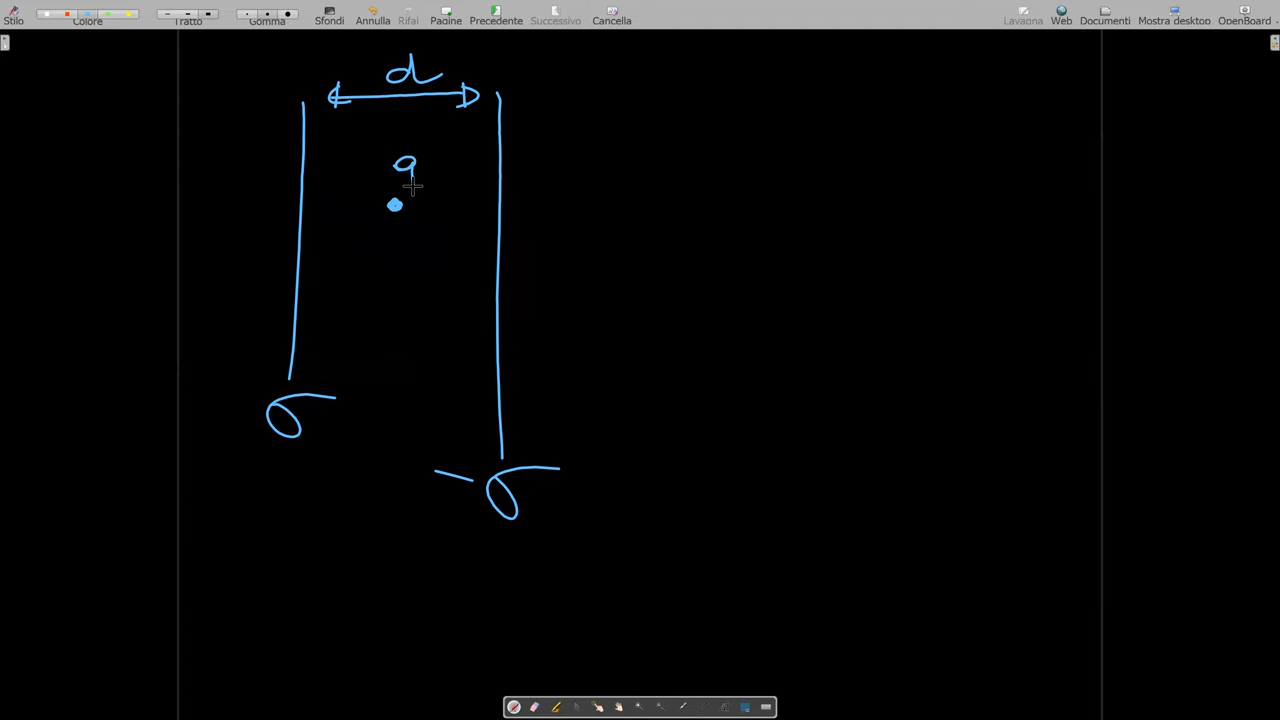 Stilo Colore Tratto Gomma Sfondi Annulla Rifai Pagine Precedente Successivo Cancella Lavagna Web Documenti Mostra desktop OpenBoard
d
q
σ
-σ